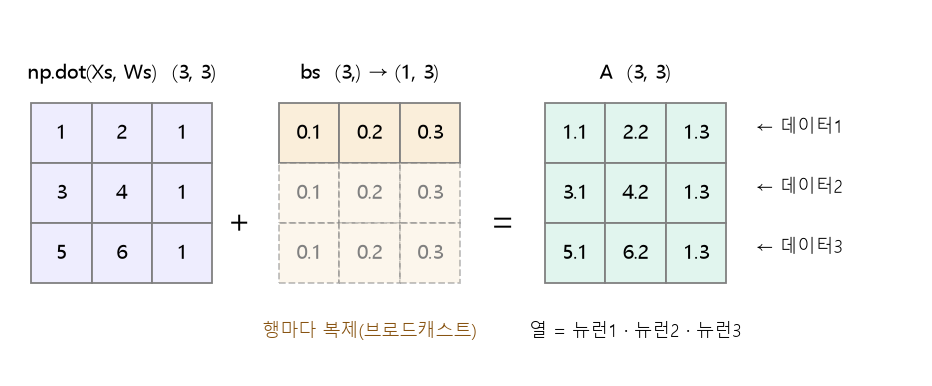 np.dot(Xs, Ws) (3, 3) bs (3,) → (1, 3) A (3, 3)
1 2 1 0.1 0.2 0.3 1.1 2.2 1.3 ← 데이터1
3 4 1 0.1 0.2 0.3 3.1 4.2 1.3 ← 데이터2
+ =
5 6 1 0.1 0.2 0.3 5.1 6.2 1.3 ← 데이터3
행마다 복제(브로드캐스트) 열 = 뉴런1 · 뉴런2 · 뉴런3